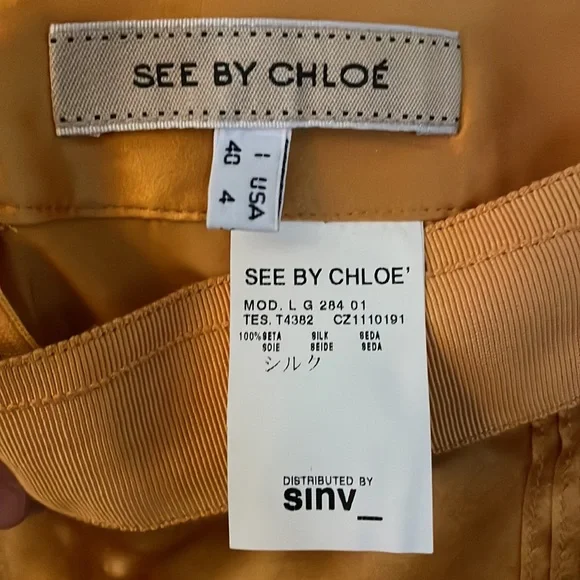 SEE BY CHLOÉ
I USA
40 4
SEE BY CHLOE'
MOD. L G 284 01
TES. T4382 CZ1110191
100%SETA SILK SEDA
SOIE SEIDE SEDA
シルク
DISTRIBUTED BY
sinv_